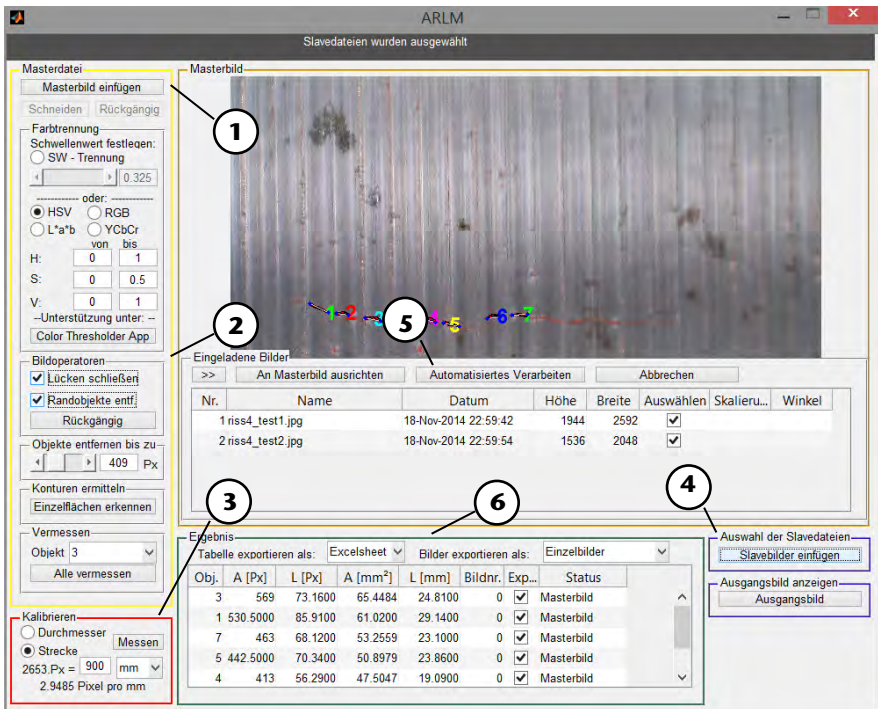 ARLM
Slavedateien wurden ausgewählt
Masterdatei
Masterbild einfügen
Schneiden Rückgängig
Farbtrennung
Schwellenwert festlegen:
SW - Trennung
0.325
------------ oder: ------------
HSV RGB
L*a*b YCbCr
von bis
H: 0 1
S: 0 0.5
V: 0 1
--Unterstützung unter: --
Color Thresholder App
Bildoperatoren
Lücken schließen
Randobjekte entf.
Rückgängig
Objekte entfernen bis zu
409 Px
Konturen ermitteln
Einzelflächen erkennen
Vermessen
Objekt 3
Alle vermessen
Kalibrieren
Durchmesser
Strecke
Messen
2653.Px = 900 mm
2.9485 Pixel pro mm
1
2
3
Masterbild
1 2 3 4 5 6 7
5
Eingeladene Bilder
>> An Masterbild ausrichten Automatisiertes Verarbeiten Abbrechen
Nr. Name Datum Höhe Breite Auswählen Skalieru... Winkel
1 riss4_test1.jpg 18-Nov-2014 22:59:42 1944 2592
2 riss4_test2.jpg 18-Nov-2014 22:59:54 1536 2048
6
4
Ergebnis
Tabelle exportieren als: Excelsheet Bilder exportieren als: Einzelbilder
Obj. A [Px] L [Px] A [mm²] L [mm] Bildnr. Exp... Status
3 569 73.1600 65.4484 24.8100 0 Masterbild
1 530.5000 85.9100 61.0200 29.1400 0 Masterbild
7 463 68.1200 53.2559 23.1000 0 Masterbild
5 442.5000 70.3400 50.8979 23.8600 0 Masterbild
4 413 56.2900 47.5047 19.0900 0 Masterbild
Auswahl der Slavedateien
Slavebilder einfügen
Ausgangsbild anzeigen
Ausgangsbild